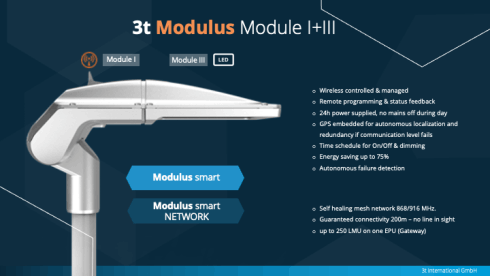 3t Modulus Module I+III
Module I
Module III
LED
o Wireless controlled & managed
o Remote programming & status feedback
o 24h power supplied, no mains off during day
o GPS embedded for autonomous localization and
redundancy if communication level fails
o Time schedule for On/Off & dimming
o Energy saving up to 75%
o Autonomous failure detection
Modulus smart
Modulus smart
NETWORK
o Self healing mesh network 868/916 MHz.
o Guaranteed connectivity 200m – no line in sight
o up to 250 LMU on one EPU (Gateway)
3t International GmbH